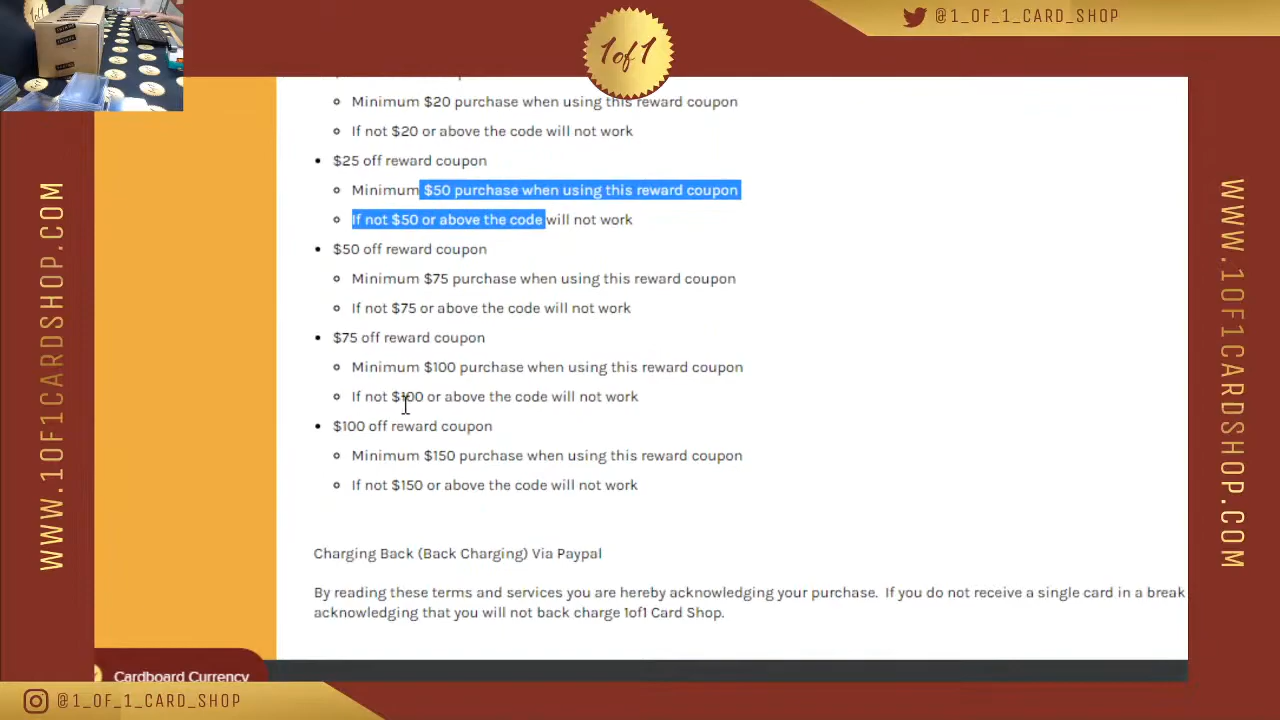 @1_OF_1_CARD_SHOP
1of1
Minimum $20 purchase when using this reward coupon
If not $20 or above the code will not work
$25 off reward coupon
Minimum $50 purchase when using this reward coupon
If not $50 or above the code will not work
$50 off reward coupon
Minimum $75 purchase when using this reward coupon
If not $75 or above the code will not work
$75 off reward coupon
Minimum $100 purchase when using this reward coupon
If not $100 or above the code will not work
$100 off reward coupon
Minimum $150 purchase when using this reward coupon
If not $150 or above the code will not work
Charging Back (Back Charging) Via Paypal
By reading these terms and services you are hereby acknowledging your purchase. If you do not receive a single card in a break
acknowledging that you will not back charge 1of1 Card Shop.
Cardboard Currency
WWW.1OF1CARDSHOP.COM
WWW.1OF1CARDSHOP.COM
@1_OF_1_CARD_SHOP